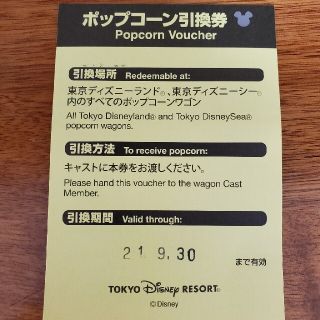 ポップコーン引換券
Popcorn Voucher
引換場所 Redeemable at:
東京ディズニーランド®、東京ディズニーシー®
内のすべてのポップコーンワゴン
All Tokyo Disneyland® and Tokyo DisneySea®
popcorn wagons.
引換方法 To receive popcorn:
キャストに本券をお渡しください。
Please hand this voucher to the wagon Cast
Member.
引換期間 Valid through:
21.9.30 まで有効
TOKYO Disney RESORT®
©Disney